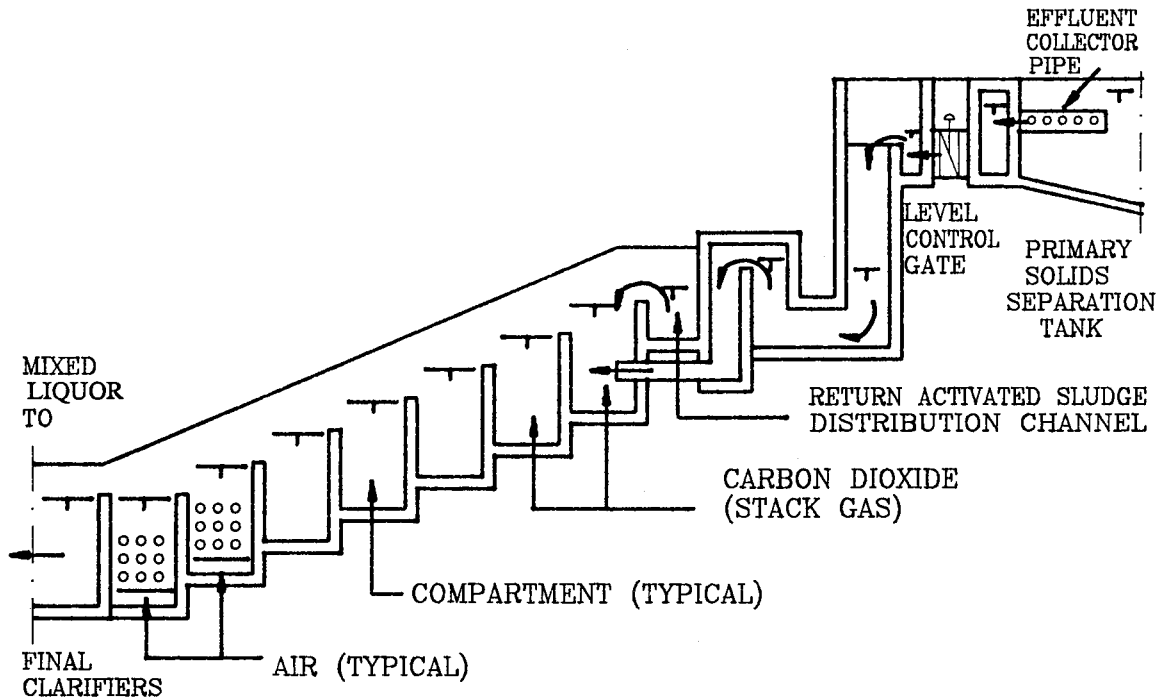 EFFLUENT
COLLECTOR
PIPE
LEVEL
CONTROL
GATE
PRIMARY
SOLIDS
SEPARATION
TANK
MIXED
LIQUOR
TO
RETURN ACTIVATED SLUDGE
DISTRIBUTION CHANNEL
CARBON DIOXIDE
(STACK GAS)
COMPARTMENT (TYPICAL)
AIR (TYPICAL)
FINAL
CLARIFIERS